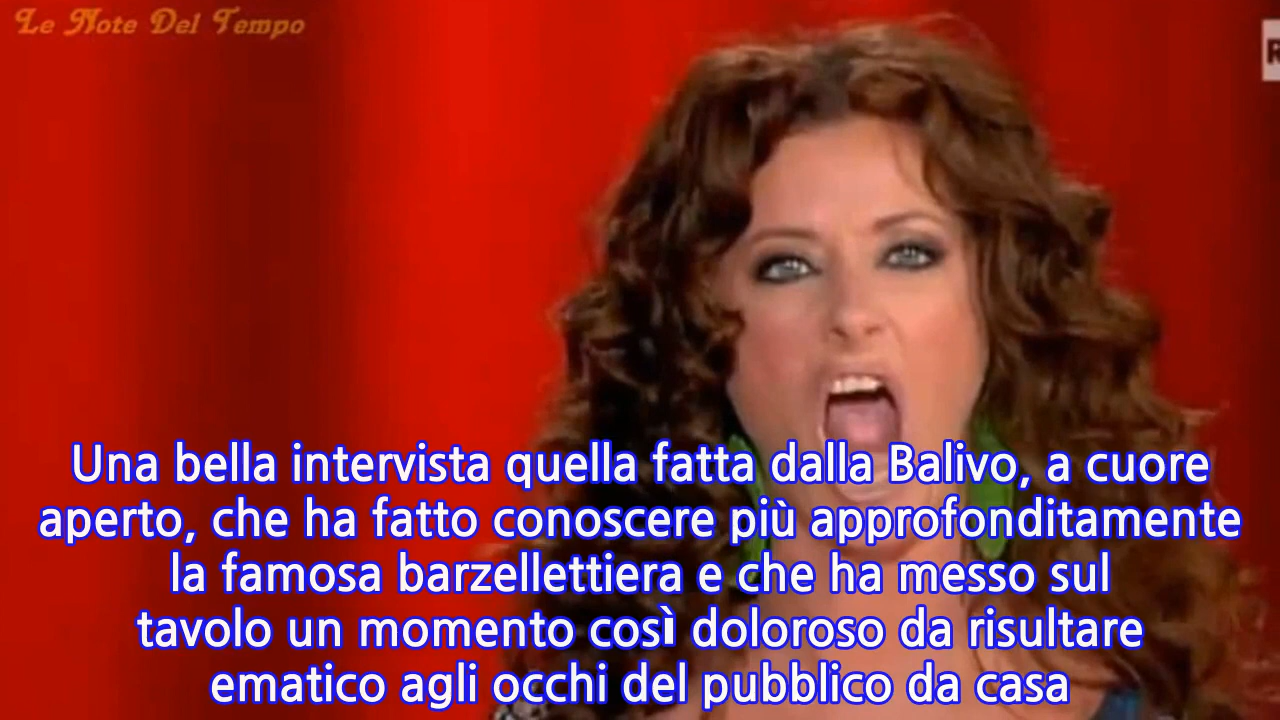 Le Note Del Tempo
R
Una bella intervista quella fatta dalla Balivo, a cuore
aperto, che ha fatto conoscere più approfonditamente
la famosa barzellettiera e che ha messo sul
tavolo un momento così doloroso da risultare
ematico agli occhi del pubblico da casa